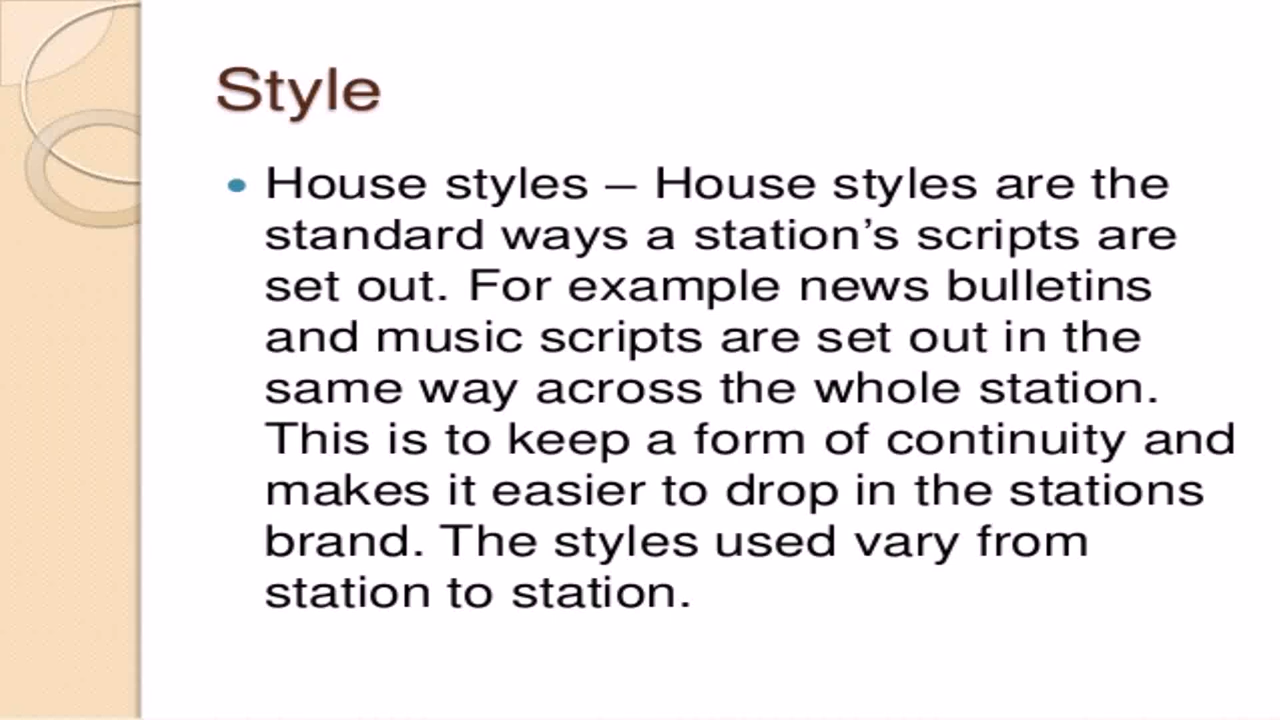 Style
• House styles – House styles are the
standard ways a station’s scripts are
set out. For example news bulletins
and music scripts are set out in the
same way across the whole station.
This is to keep a form of continuity and
makes it easier to drop in the stations
brand. The styles used vary from
station to station.